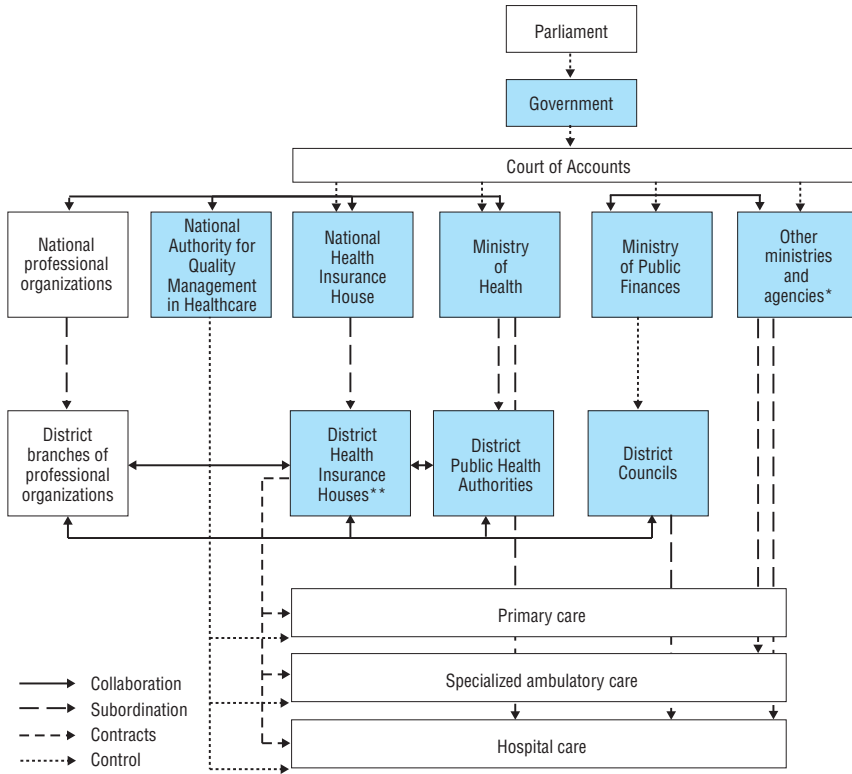 Parliament
Government
Court of Accounts
National
professional
organizations
National
Authority for
Quality
Management
in Healthcare
National
Health
Insurance
House
Ministry
of
Health
Ministry
of Public
Finances
Other
ministries
and
agencies*
District
branches of
professional
organizations
District
Health
Insurance
Houses**
District
Public Health
Authorities
District
Councils
Primary care
Specialized ambulatory care
Hospital care
Collaboration
Subordination
Contracts
Control